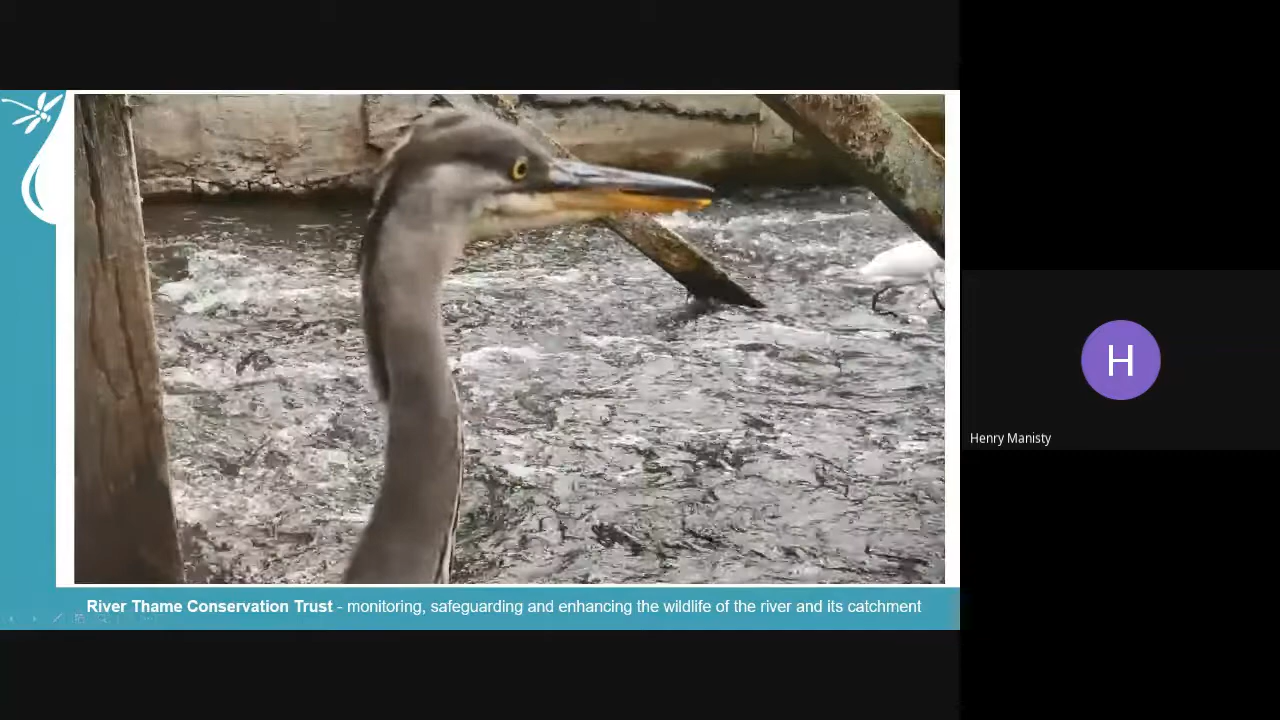 River Thame Conservation Trust - monitoring, safeguarding and enhancing the wildlife of the river and its catchment
H
Henry Manisty